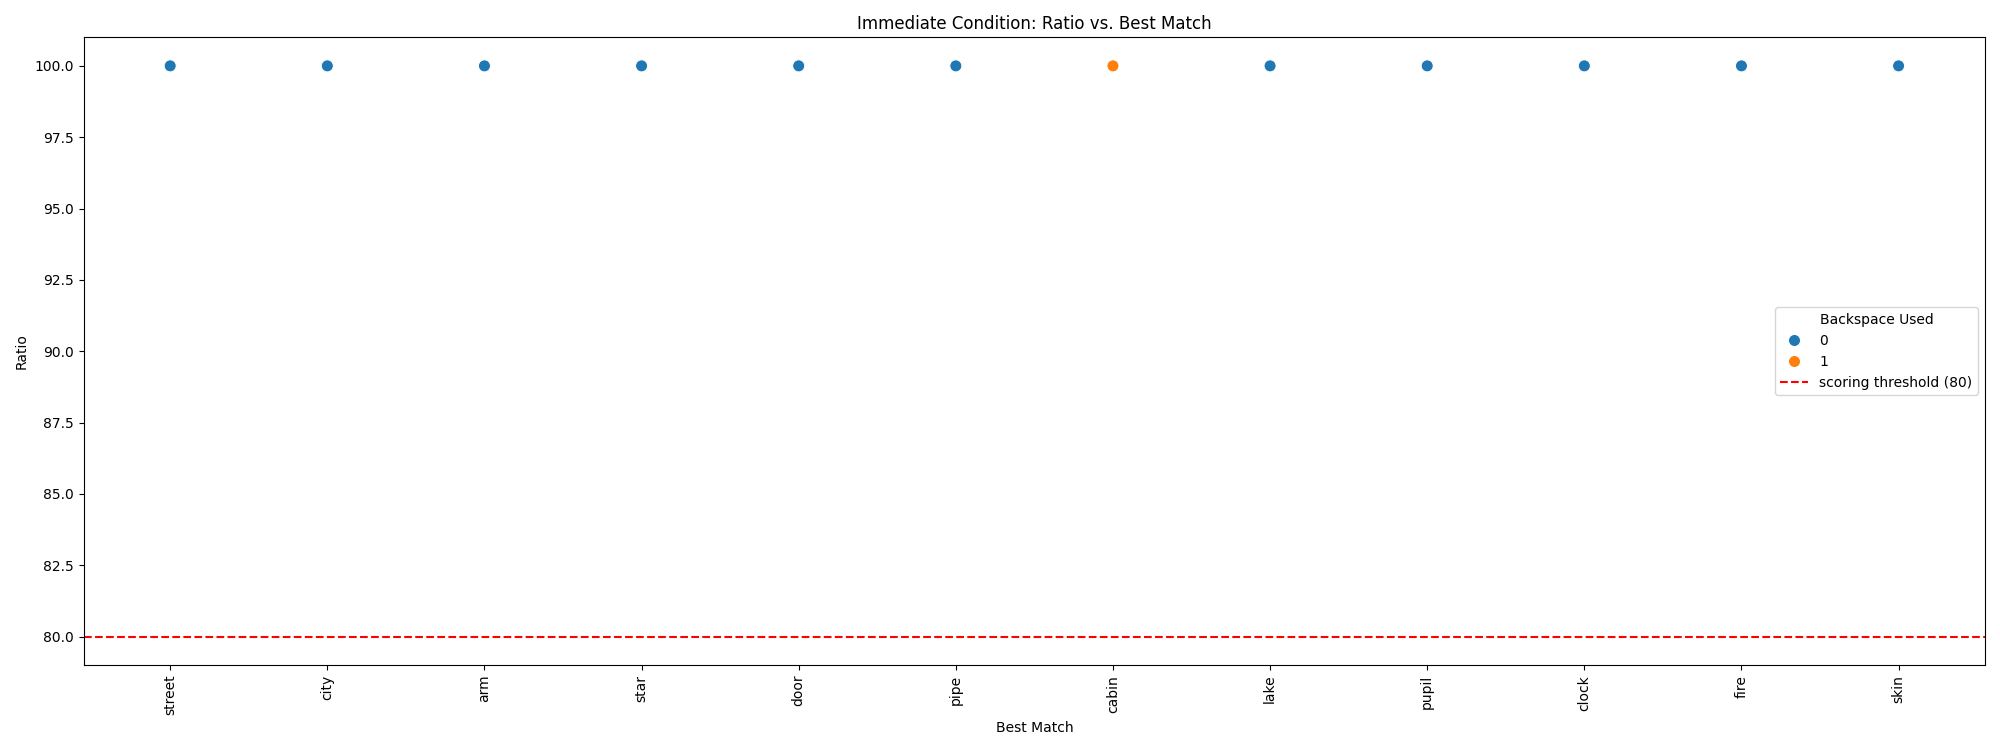 Immediate Condition: Ratio vs. Best Match
100.0
97.5
95.0
92.5
90.0
87.5
85.0
82.5
80.0
Ratio
Backspace Used
0
1
scoring threshold (80)
street
city
arm
star
door
pipe
cabin
lake
pupil
clock
fire
skin
Best Match